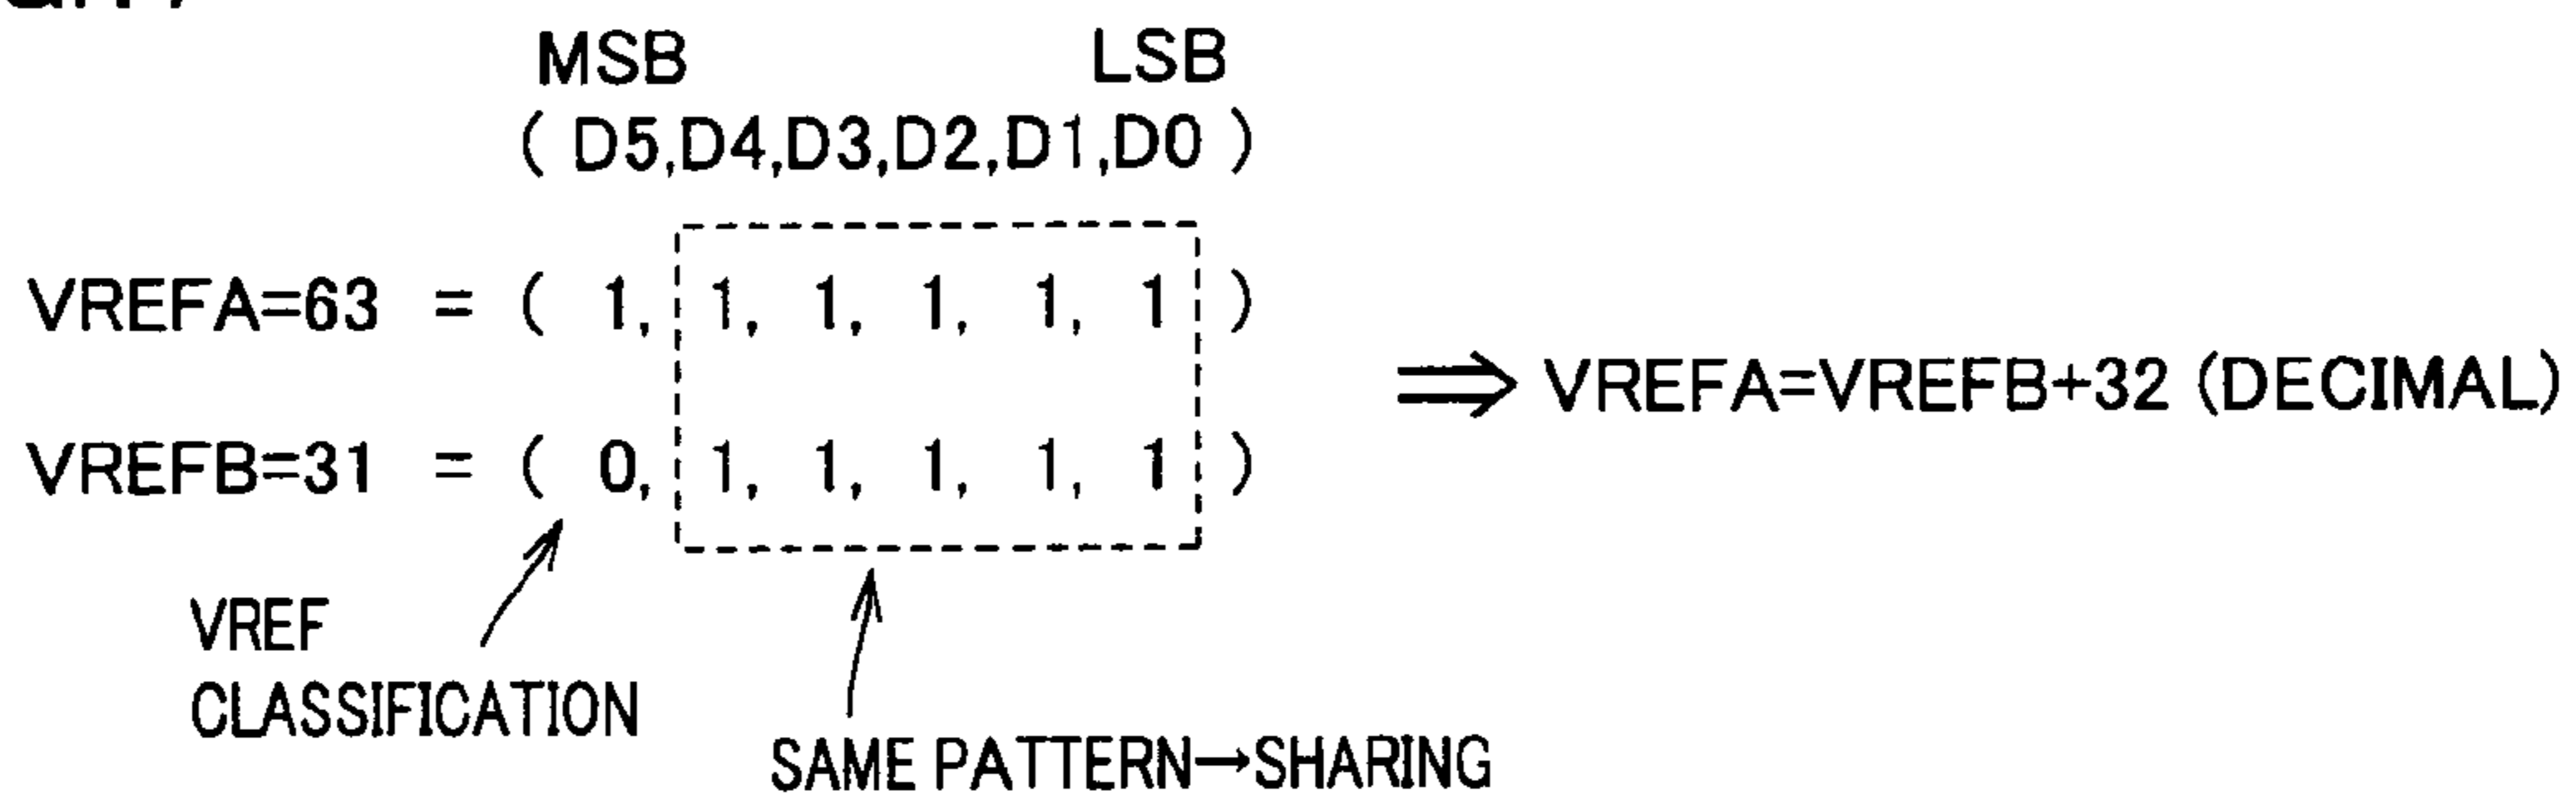 MSB LSB
( D5,D4,D3,D2,D1,D0 )
VREFA=63 = ( 1, 1, 1, 1, 1, 1 )
⇒ VREFA=VREFB+32 (DECIMAL)
VREFB=31 = ( 0, 1, 1, 1, 1, 1 )
VREF
CLASSIFICATION
SAME PATTERN→SHARING